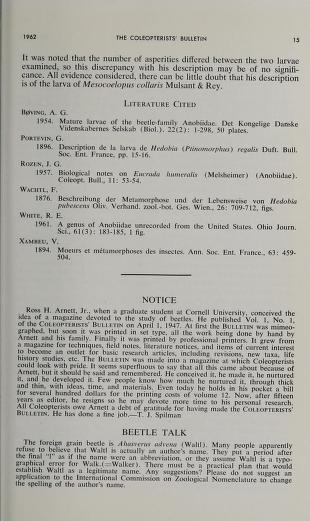 1962 THE COLEOPTERISTS' BULLETIN 15
It was noted that the number of asperities differed between the two larvae
examined, so this discrepancy with his description may be of no signifi-
cance. All evidence considered, there can be little doubt that his description
is of the larva of Mesocoelopus collaris Mulsant & Rey.
LITERATURE CITED
BØVING, A. G.
1954. Mature larvae of the beetle-family Anobiidae. Det Kongelige Danske
Videnskabernes Selskab (Biol.), 22(2): 1-298, 50 plates.
PORTEVIN, G.
1896. Description de la larve de Hedobia (Ptinomorphus) regalis Duft. Bull.
Soc. Ent. France, pp. 15-16.
ROZEN, J. G.
1957. Biological notes on Eucrada humeralis (Melsheimer) (Anobiidae).
Coleopt. Bull., 11: 53-54.
WACHTL, F.
1876. Beschreibung der Metamorphose und der Lebensweise von Hedobia
pubescens Oliv. Verhand. zool.-bot. Ges. Wien., 26: 709-712, figs.
WHITE, R. E.
1961. A genus of Anobiidae unrecorded from the United States. Ohio Journ.
Sci., 61(3): 183-185, 1 fig.
XAMBEU, V.
1894. Moeurs et métamorphoses des insectes. Ann. Soc. Ent. France, 63: 459-
504.
NOTICE
Ross H. Arnett, Jr., when a graduate student at Cornell University, conceived the
idea of a magazine devoted to the study of beetles. He published Vol. 1, No. 1,
of the COLEOPTERISTS' BULLETIN on April 1, 1947. At first the BULLETIN was mimeo-
graphed, but soon it was printed in set type, all the work being done by hand by
Arnett and his family. Finally it was printed by professional printers. It grew from
a magazine for techniques, field notes, literature notices, and items of current interest
to become an outlet for basic research articles, including revisions, new taxa, life
history studies, etc. The BULLETIN was made into a magazine at which Coleopterists
could look with pride. It seems superfluous to say that all this came about because of
Arnett, but it should be said and remembered. He conceived it, he made it, he nurtured
it, and he developed it. Few people know how much he nurtured it, through thick
and thin, with ideas, time, and materials. Even today he holds in his pocket a bill
for several hundred dollars for the printing costs of volume 12. Now, after fifteen
years as editor, he resigns so he may devote more time to his personal research.
All Coleopterists owe Arnett a debt of gratitude for having made the COLEOPTERISTS'
BULLETIN. He has done a fine job.—T. J. Spilman
BEETLE TALK
The foreign grain beetle is Ahasverus advena (Waltl). Many people apparently
refuse to believe that Waltl is actually an author's name. They put a period after
the final "l" as if the name were an abbreviation, or they assume Waltl is a typo-
graphical error for Walk.(=Walker). There must be a practical plan that would
establish Waltl as a legitimate name. Any suggestions? Please do not suggest an
application to the International Commission on Zoological Nomenclature to change
the spelling of the author's name.